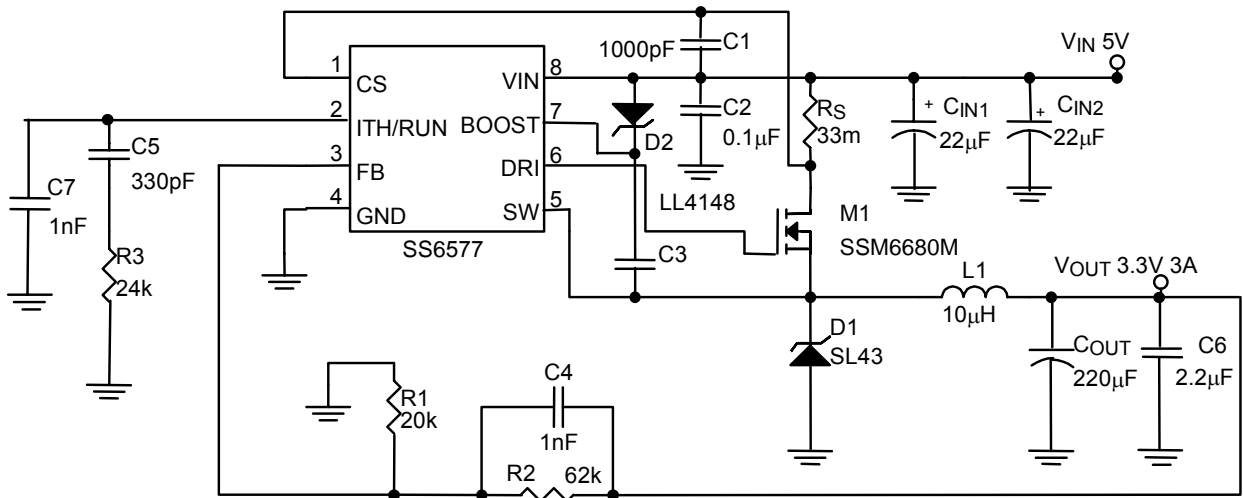 1000pF
C1
VIN 5V
1
CS
8
VIN
2
ITH/RUN
7
BOOST
3
FB
6
DRI
4
GND
5
SW
SS6577
D2
LL4148
C2
0.1µF
RS
33m
+
CIN1
22µF
+
CIN2
22µF
C5
330pF
C7
1nF
R3
24k
C3
M1
SSM6680M
L1
10µH
VOUT 3.3V 3A
D1
SL43
COUT
220µF
C6
2.2µF
R1
20k
C4
1nF
R2
62k